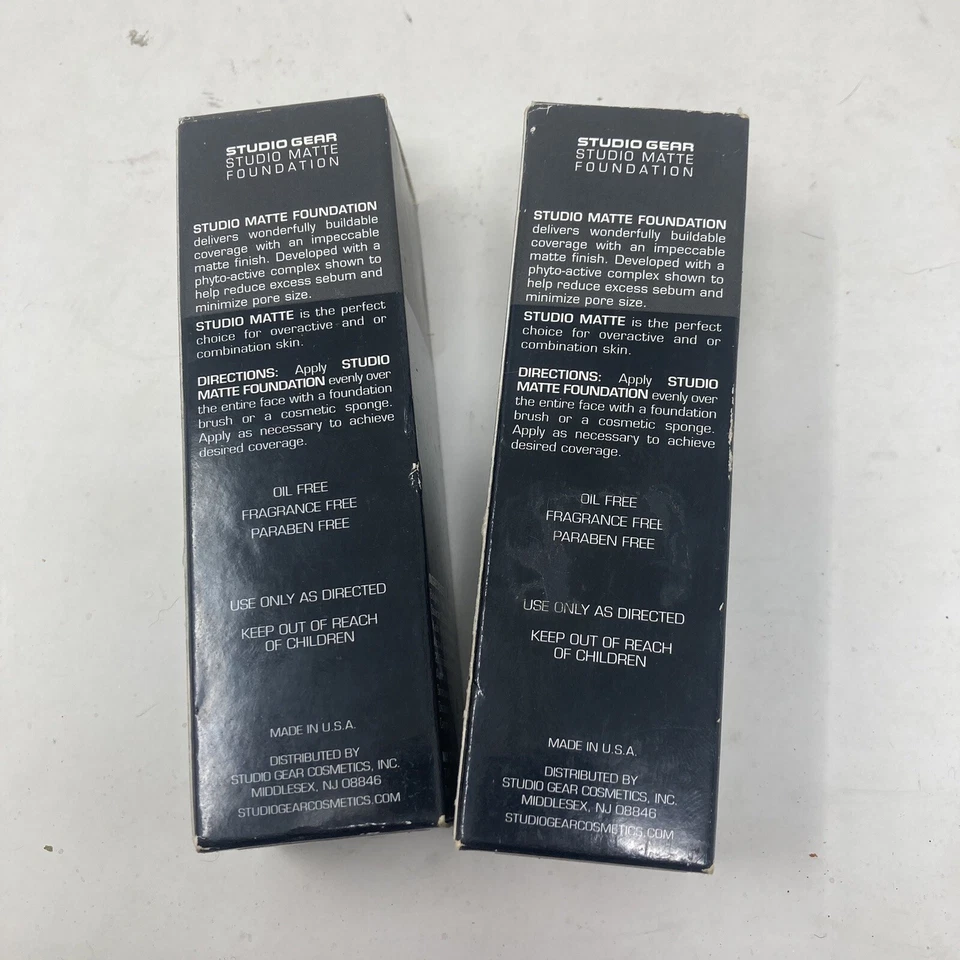 STUDIO GEAR
STUDIO MATTE
FOUNDATION
STUDIO MATTE FOUNDATION
delivers wonderfully buildable
coverage with an impeccable
matte finish. Developed with a
phyto-active complex shown to
help reduce excess sebum and
minimize pore size.
STUDIO MATTE is the perfect
choice for overactive and or
combination skin.
DIRECTIONS: Apply STUDIO
MATTE FOUNDATION evenly over
the entire face with a foundation
brush or a cosmetic sponge.
Apply as necessary to achieve
desired coverage.
OIL FREE
FRAGRANCE FREE
PARABEN FREE
USE ONLY AS DIRECTED
KEEP OUT OF REACH
OF CHILDREN
MADE IN U.S.A.
DISTRIBUTED BY
STUDIO GEAR COSMETICS, INC.
MIDDLESEX, NJ 08846
STUDIOGEARCOSMETICS.COM
STUDIO GEAR
STUDIO MATTE
FOUNDATION
STUDIO MATTE FOUNDATION
delivers wonderfully buildable
coverage with an impeccable
matte finish. Developed with a
phyto-active complex shown to
help reduce excess sebum and
minimize pore size.
STUDIO MATTE is the perfect
choice for overactive and or
combination skin.
DIRECTIONS: Apply STUDIO
MATTE FOUNDATION evenly over
the entire face with a foundation
brush or a cosmetic sponge.
Apply as necessary to achieve
desired coverage.
OIL FREE
FRAGRANCE FREE
PARABEN FREE
USE ONLY AS DIRECTED
KEEP OUT OF REACH
OF CHILDREN
MADE IN U.S.A.
DISTRIBUTED BY
STUDIO GEAR COSMETICS, INC.
MIDDLESEX, NJ 08846
STUDIOGEARCOSMETICS.COM